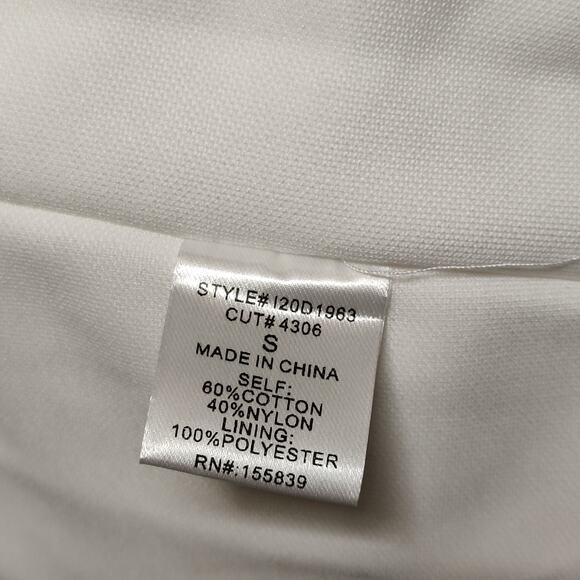 STYLE# I20D1963
CUT# 4306
S
MADE IN CHINA
SELF:
60%COTTON
40%NYLON
LINING:
100%POLYESTER
RN#:155839